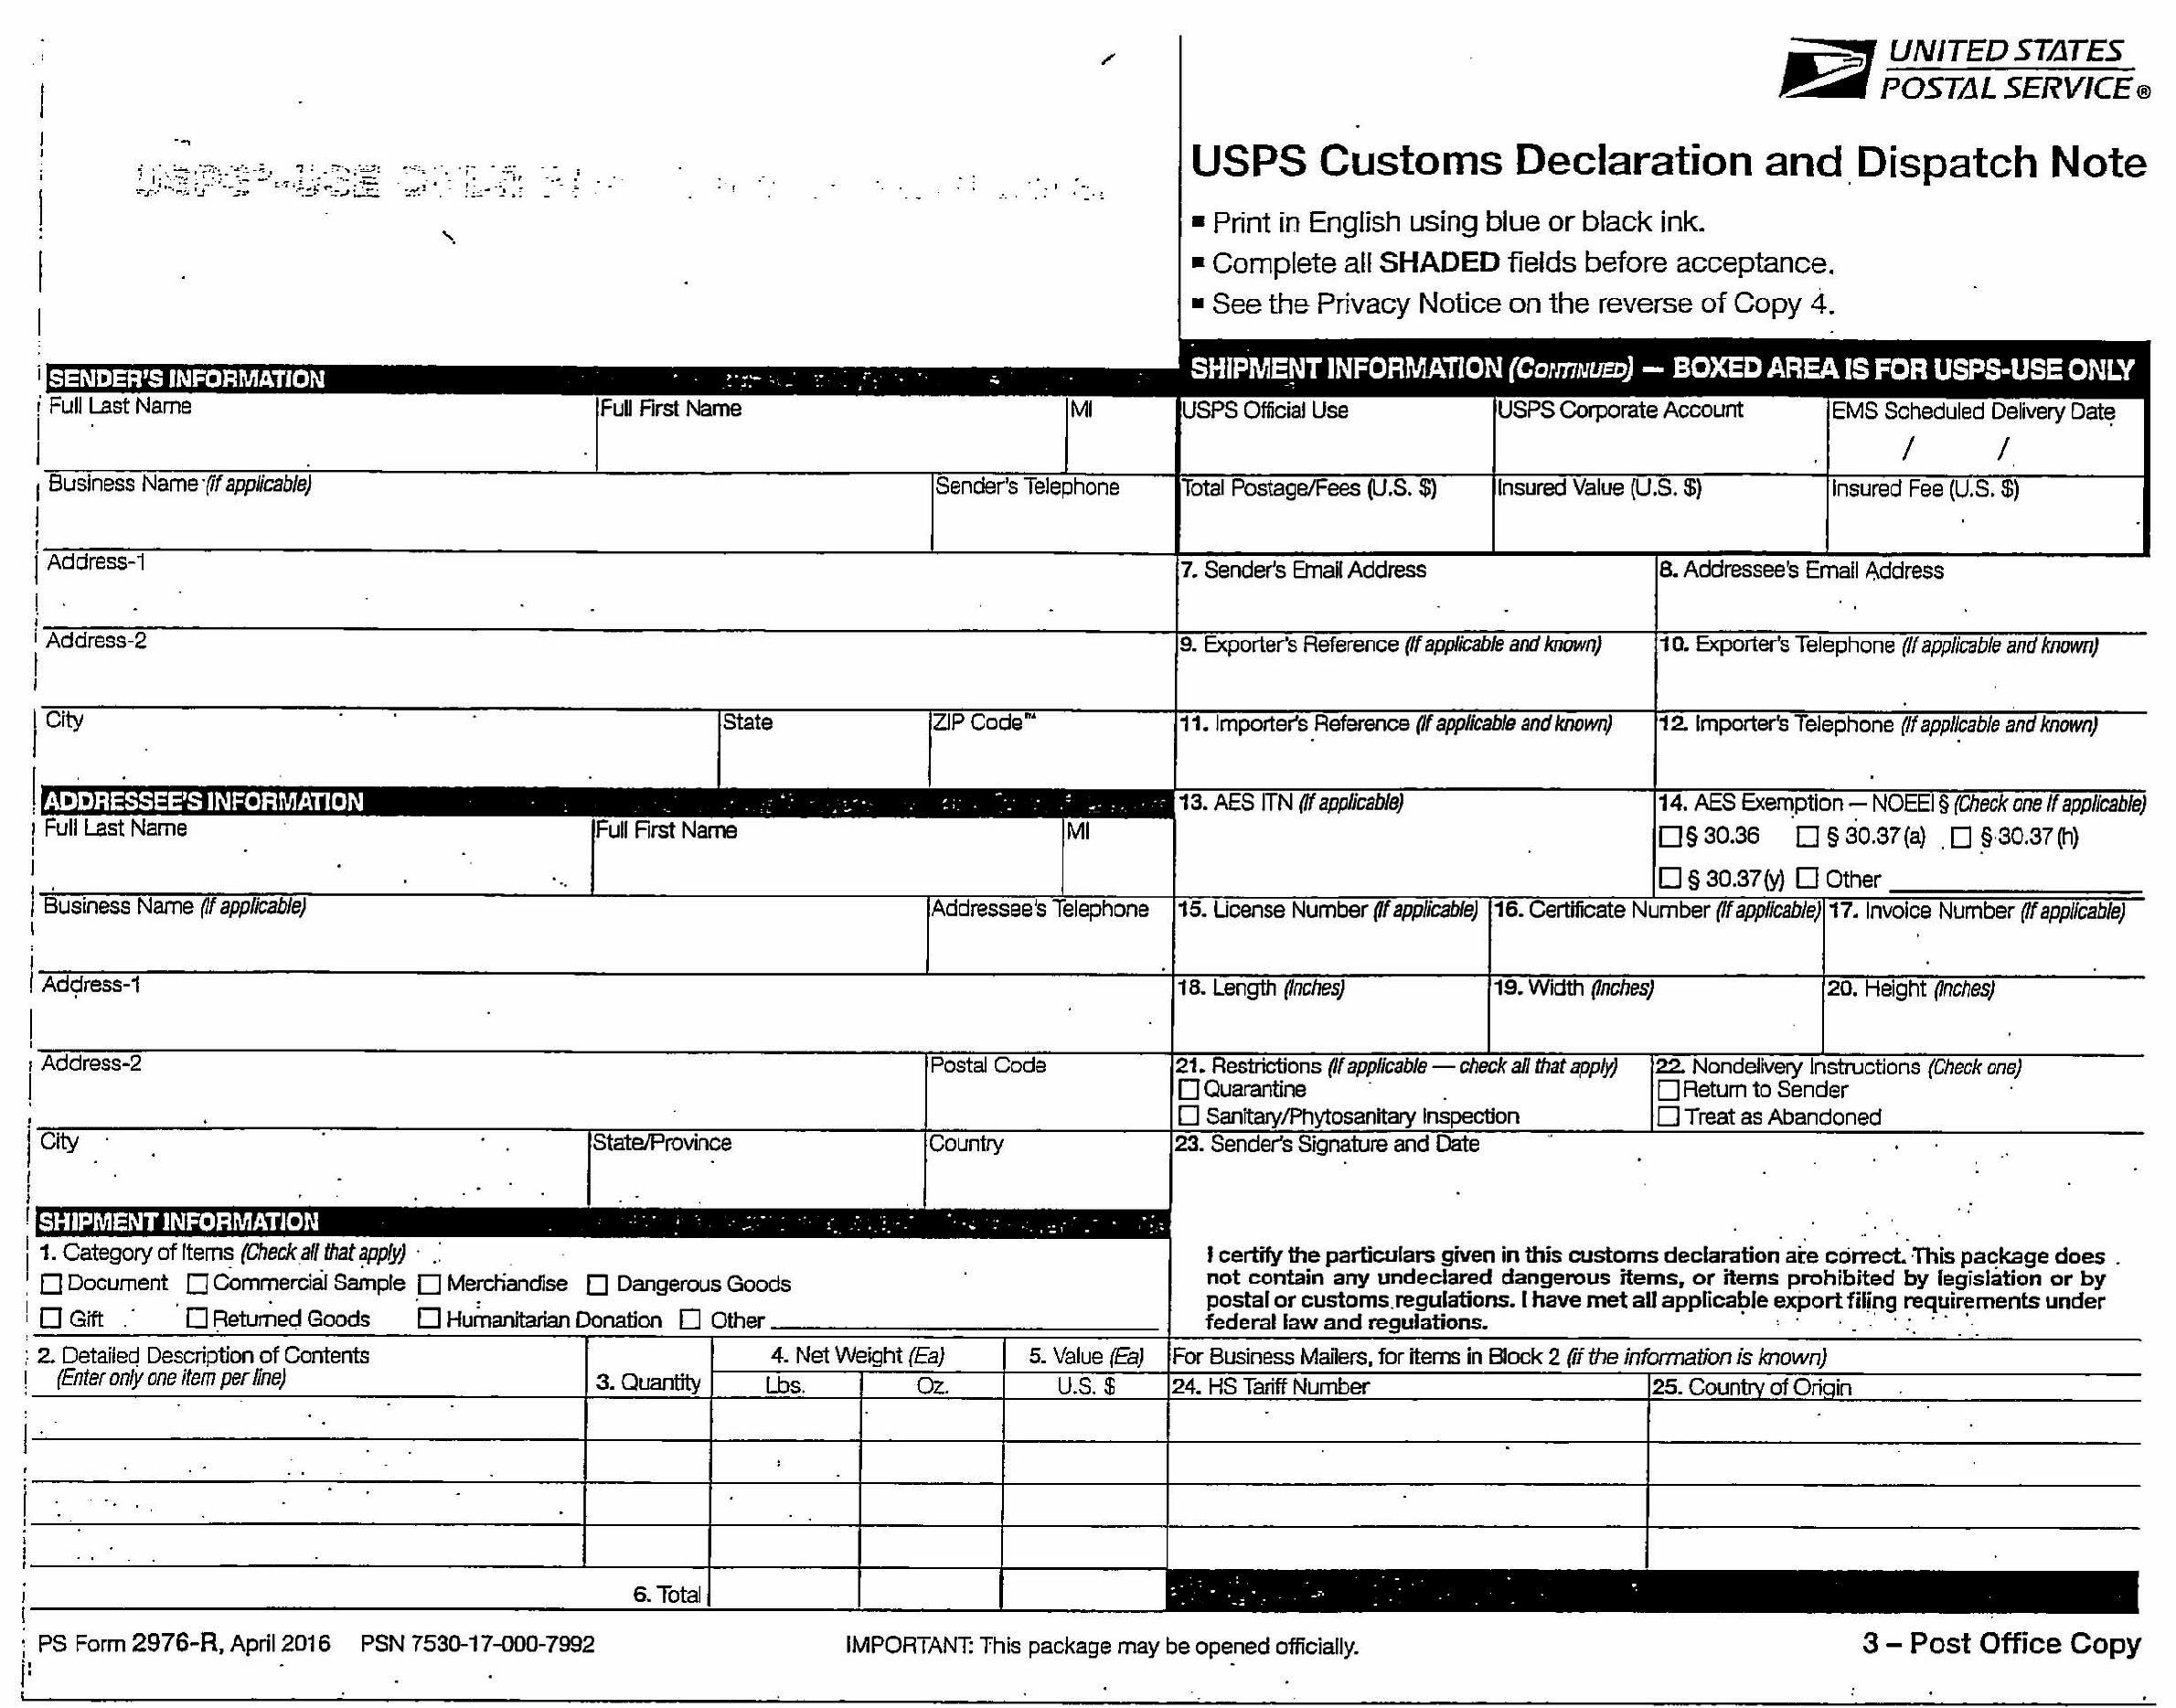 UNITED STATES
POSTAL SERVICE®
USPS Customs Declaration and Dispatch Note
▪ Print in English using blue or black ink.
▪ Complete all SHADED fields before acceptance.
▪ See the Privacy Notice on the reverse of Copy 4.
SENDER'S INFORMATION
Full Last Name Full First Name MI
Business Name (if applicable) Sender's Telephone
Address-1
Address-2
City State ZIP Code™
ADDRESSEE'S INFORMATION
Full Last Name Full First Name MI
Business Name (if applicable) Addressee's Telephone
Address-1
Address-2 Postal Code
City State/Province Country
SHIPMENT INFORMATION
1. Category of Items (Check all that apply)
☐ Document ☐ Commercial Sample ☐ Merchandise ☐ Dangerous Goods
☐ Gift ☐ Returned Goods ☐ Humanitarian Donation ☐ Other
2. Detailed Description of Contents
(Enter only one item per line)
3. Quantity
4. Net Weight (Ea)
Lbs. Oz.
5. Value (Ea)
U.S. $
6. Total
SHIPMENT INFORMATION (CONTINUED) — BOXED AREA IS FOR USPS-USE ONLY
USPS Official Use USPS Corporate Account EMS Scheduled Delivery Date
/ /
Total Postage/Fees (U.S. $) Insured Value (U.S. $) Insured Fee (U.S. $)
7. Sender's Email Address 8. Addressee's Email Address
9. Exporter's Reference (If applicable and known) 10. Exporter's Telephone (If applicable and known)
11. Importer's Reference (If applicable and known) 12. Importer's Telephone (If applicable and known)
13. AES ITN (If applicable) 14. AES Exemption — NOEEI § (Check one if applicable)
☐ § 30.36 ☐ § 30.37 (a) ☐ § 30.37 (h)
☐ § 30.37 (y) ☐ Other
15. License Number (If applicable) 16. Certificate Number (If applicable) 17. Invoice Number (If applicable)
18. Length (Inches) 19. Width (Inches) 20. Height (Inches)
21. Restrictions (If applicable — check all that apply) 22. Nondelivery Instructions (Check one)
☐ Quarantine ☐ Return to Sender
☐ Sanitary/Phytosanitary Inspection ☐ Treat as Abandoned
23. Sender's Signature and Date
I certify the particulars given in this customs declaration are correct. This package does
not contain any undeclared dangerous items, or items prohibited by legislation or by
postal or customs regulations. I have met all applicable export filing requirements under
federal law and regulations.
For Business Mailers, for items in Block 2 (if the information is known)
24. HS Tariff Number 25. Country of Origin
PS Form 2976-R, April 2016 PSN 7530-17-000-7992 IMPORTANT: This package may be opened officially. 3 – Post Office Copy